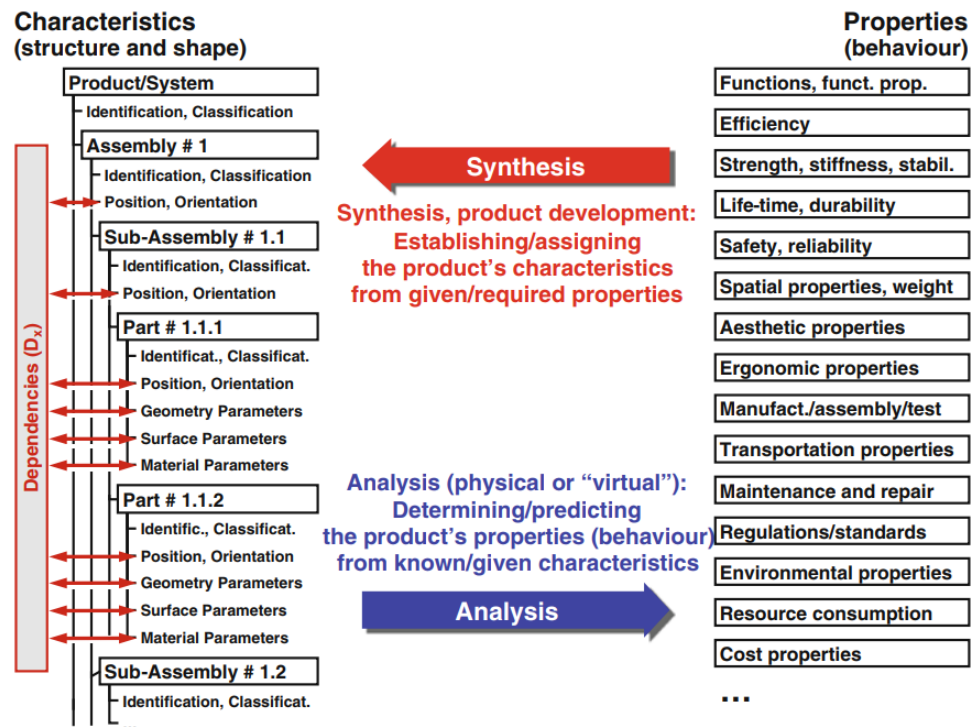 Characteristics
(structure and shape)
Product/System
Identification, Classification
Assembly # 1
Identification, Classification
Position, Orientation
Sub-Assembly # 1.1
Identification, Classificat.
Position, Orientation
Part # 1.1.1
Identificat., Classificat.
Position, Orientation
Geometry Parameters
Surface Parameters
Material Parameters
Part # 1.1.2
Identific., Classificat.
Position, Orientation
Geometry Parameters
Surface Parameters
Material Parameters
Sub-Assembly # 1.2
Identification, Classificat.
...
Dependencies (Dx)
Synthesis
Synthesis, product development:
Establishing/assigning
the product's characteristics
from given/required properties
Analysis (physical or “virtual”):
Determining/predicting
the product's properties (behaviour)
from known/given characteristics
Analysis
Properties
(behaviour)
Functions, funct. prop.
Efficiency
Strength, stiffness, stabil.
Life-time, durability
Safety, reliability
Spatial properties, weight
Aesthetic properties
Ergonomic properties
Manufact./assembly/test
Transportation properties
Maintenance and repair
Regulations/standards
Environmental properties
Resource consumption
Cost properties
...